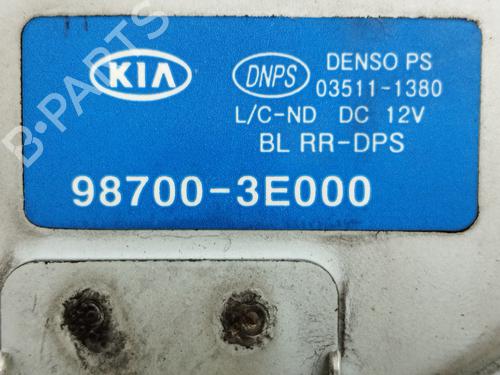 KIA
DNPS
DENSO PS
03511-1380
L/C-ND DC 12V
BL RR-DPS
98700-3E000
B-PARTS